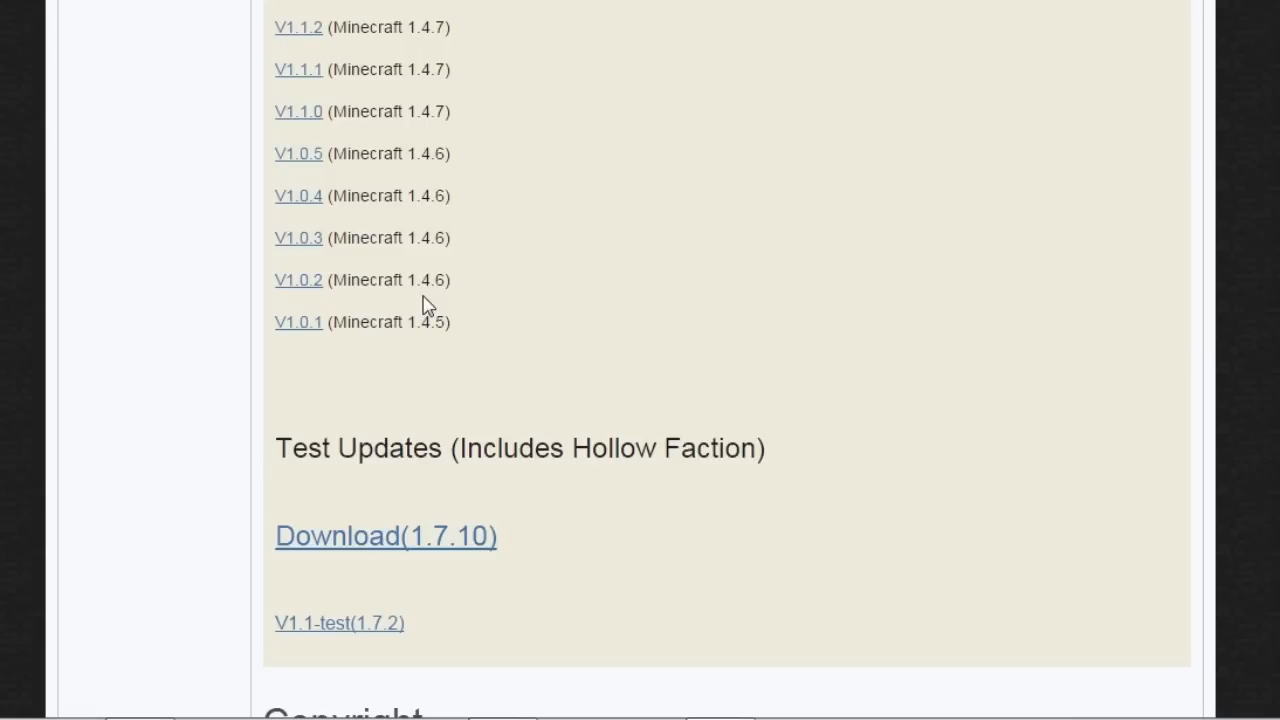 V1.1.2 (Minecraft 1.4.7)
V1.1.1 (Minecraft 1.4.7)
V1.1.0 (Minecraft 1.4.7)
V1.0.5 (Minecraft 1.4.6)
V1.0.4 (Minecraft 1.4.6)
V1.0.3 (Minecraft 1.4.6)
V1.0.2 (Minecraft 1.4.6)
V1.0.1 (Minecraft 1.4.5)
Test Updates (Includes Hollow Faction)
Download(1.7.10)
V1.1-test(1.7.2)
Copyright